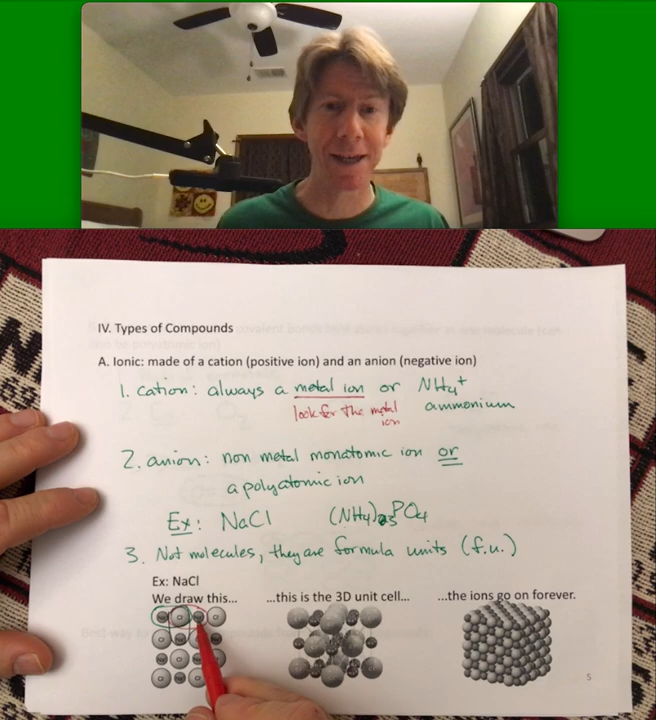 IV. Types of Compounds
A. Ionic: made of a cation (positive ion) and an anion (negative ion)
1. cation: always a metal ion or NH4+
look for the metal ammonium
ion
2. anion: non metal monatomic ion or
a polyatomic ion
Ex: NaCl (NH4)3PO4
3. Not molecules, they are formula units (f.u.)
Ex: NaCl
We draw this... ...this is the 3D unit cell... ...the ions go on forever.
5